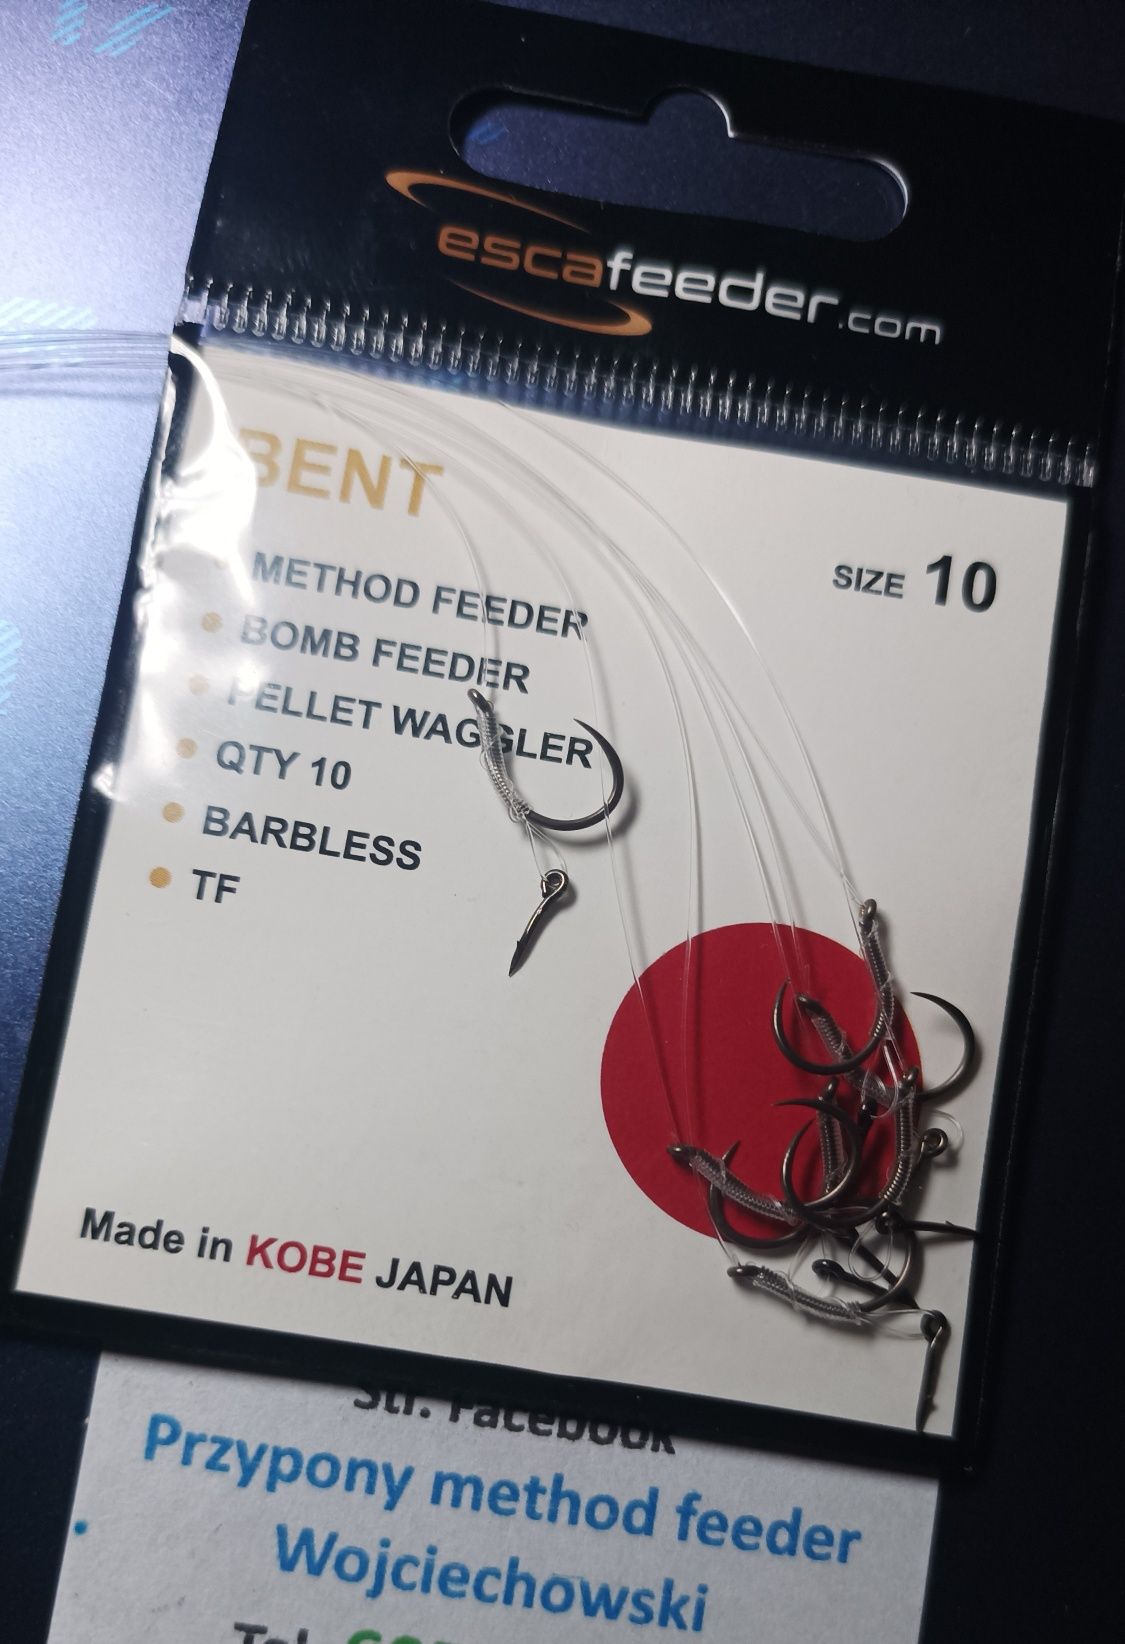 escafeeder.com
BENT
SIZE 10
METHOD FEEDER
BOMB FEEDER
PELLET WAGGLER
QTY 10
BARBLESS
TF
Made in KOBE JAPAN
Str. Facebook
Przypony method feeder
Wojciechowski
Tel.